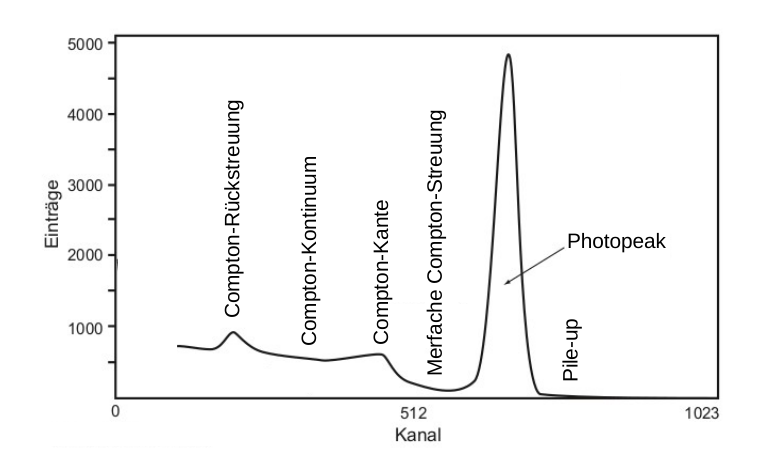 5000
4000
3000
2000
1000
Einträge
Compton-Rückstreuung
Compton-Kontinuum
Compton-Kante
Merfache Compton-Streuung
Photopeak
Pile-up
0
512
1023
Kanal